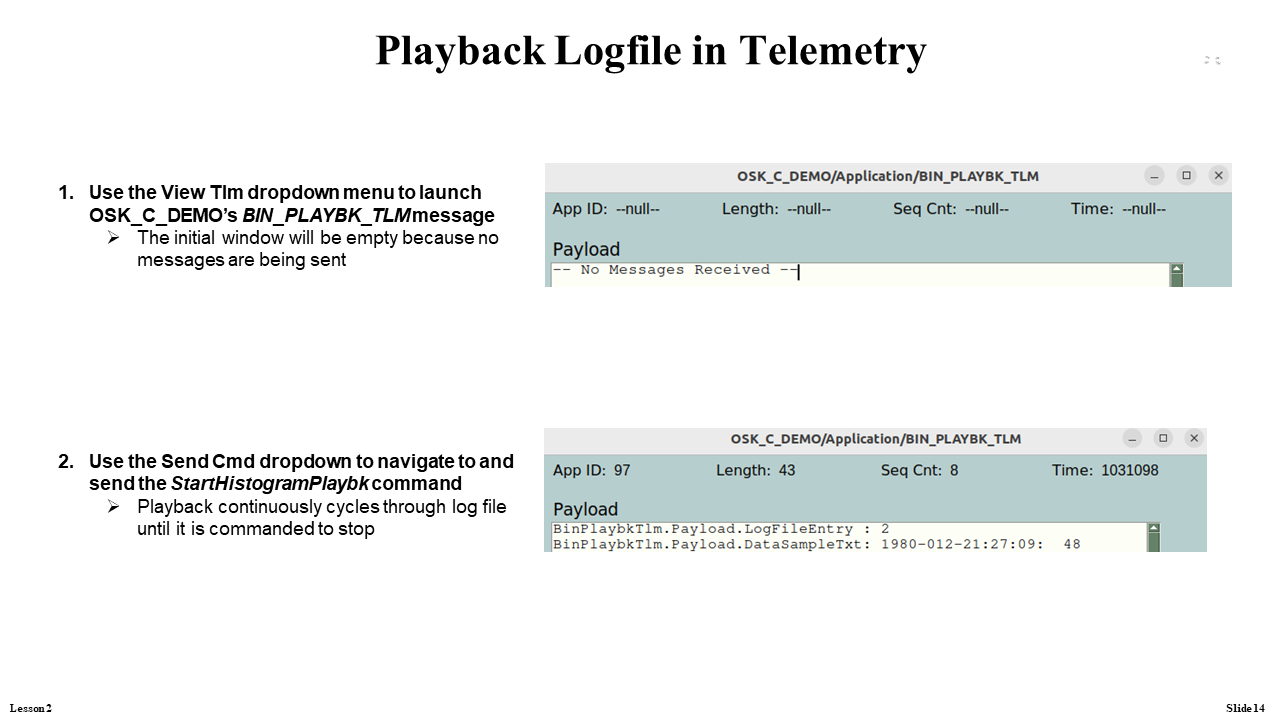 Playback Logfile in Telemetry
1. Use the View Tlm dropdown menu to launch
OSK_C_DEMO’s BIN_PLAYBK_TLM message
➢ The initial window will be empty because no
messages are being sent
OSK_C_DEMO/Application/BIN_PLAYBK_TLM
App ID: --null-- Length: --null-- Seq Cnt: --null-- Time: --null--
Payload
-- No Messages Received --
2. Use the Send Cmd dropdown to navigate to and
send the StartHistogramPlaybk command
➢ Playback continuously cycles through log file
until it is commanded to stop
OSK_C_DEMO/Application/BIN_PLAYBK_TLM
App ID: 97 Length: 43 Seq Cnt: 8 Time: 1031098
Payload
BinPlaybkTlm.Payload.LogFileEntry : 2
BinPlaybkTlm.Payload.DataSampleTxt: 1980-012-21:27:09: 48
Lesson 2
Slide 14